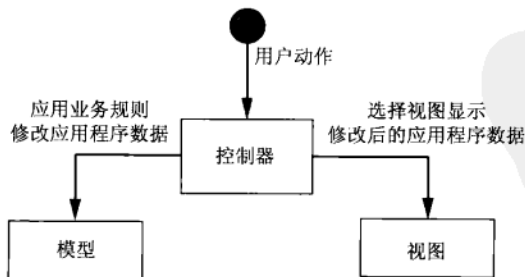 用户动作
应用业务规则
修改应用程序数据
选择视图显示
修改后的应用程序数据
控制器
模型
视图